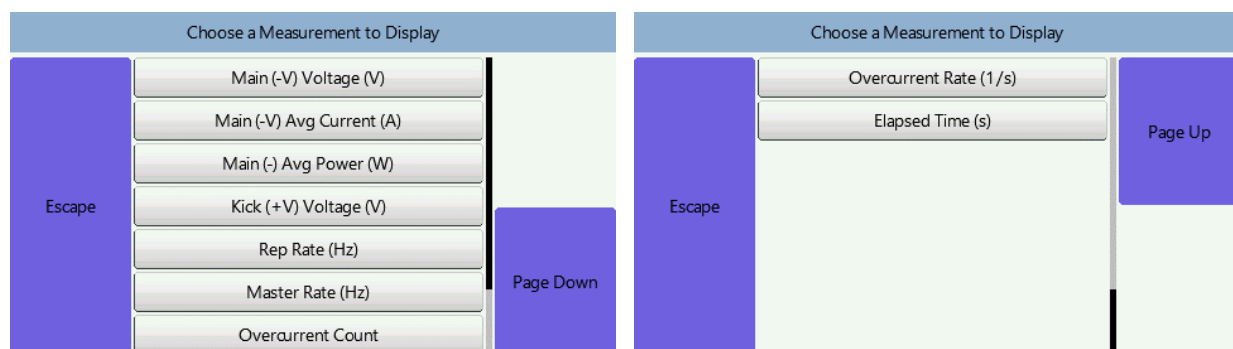 Choose a Measurement to Display
Escape
Main (-V) Voltage (V)
Main (-V) Avg Current (A)
Main (-) Avg Power (W)
Kick (+V) Voltage (V)
Rep Rate (Hz)
Master Rate (Hz)
Overcurrent Count
Page Down
Choose a Measurement to Display
Escape
Overcurrent Rate (1/s)
Elapsed Time (s)
Page Up